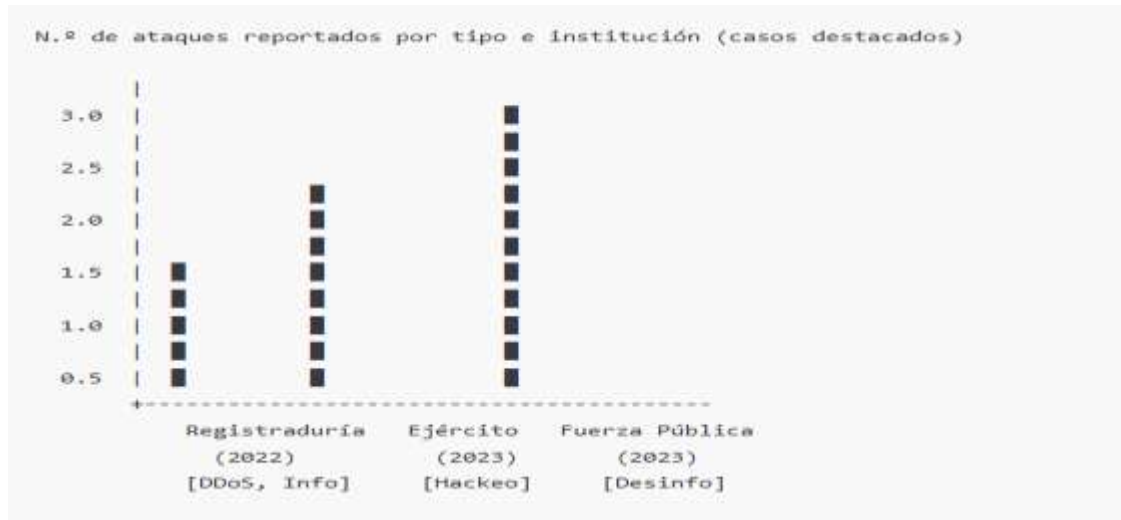 N.º de ataques reportados por tipo e institución (casos destacados)
3.0
2.5
2.0
1.5
1.0
0.5
Registraduría Ejército Fuerza Pública
(2022) (2023) (2023)
[DDoS, Info] [Hackeo] [Desinfo]